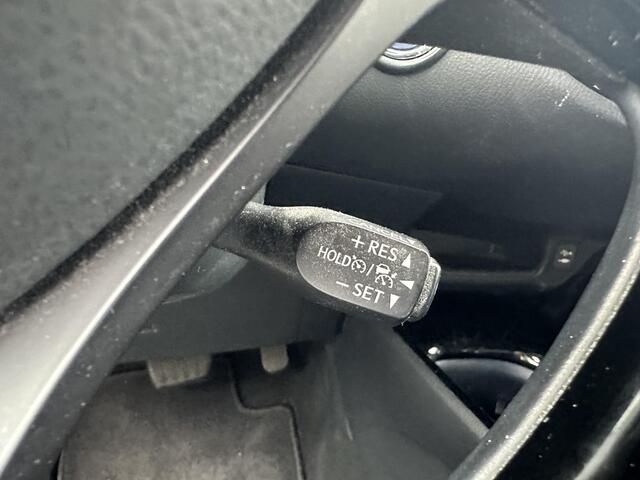 + RES
HOLD /
− SET